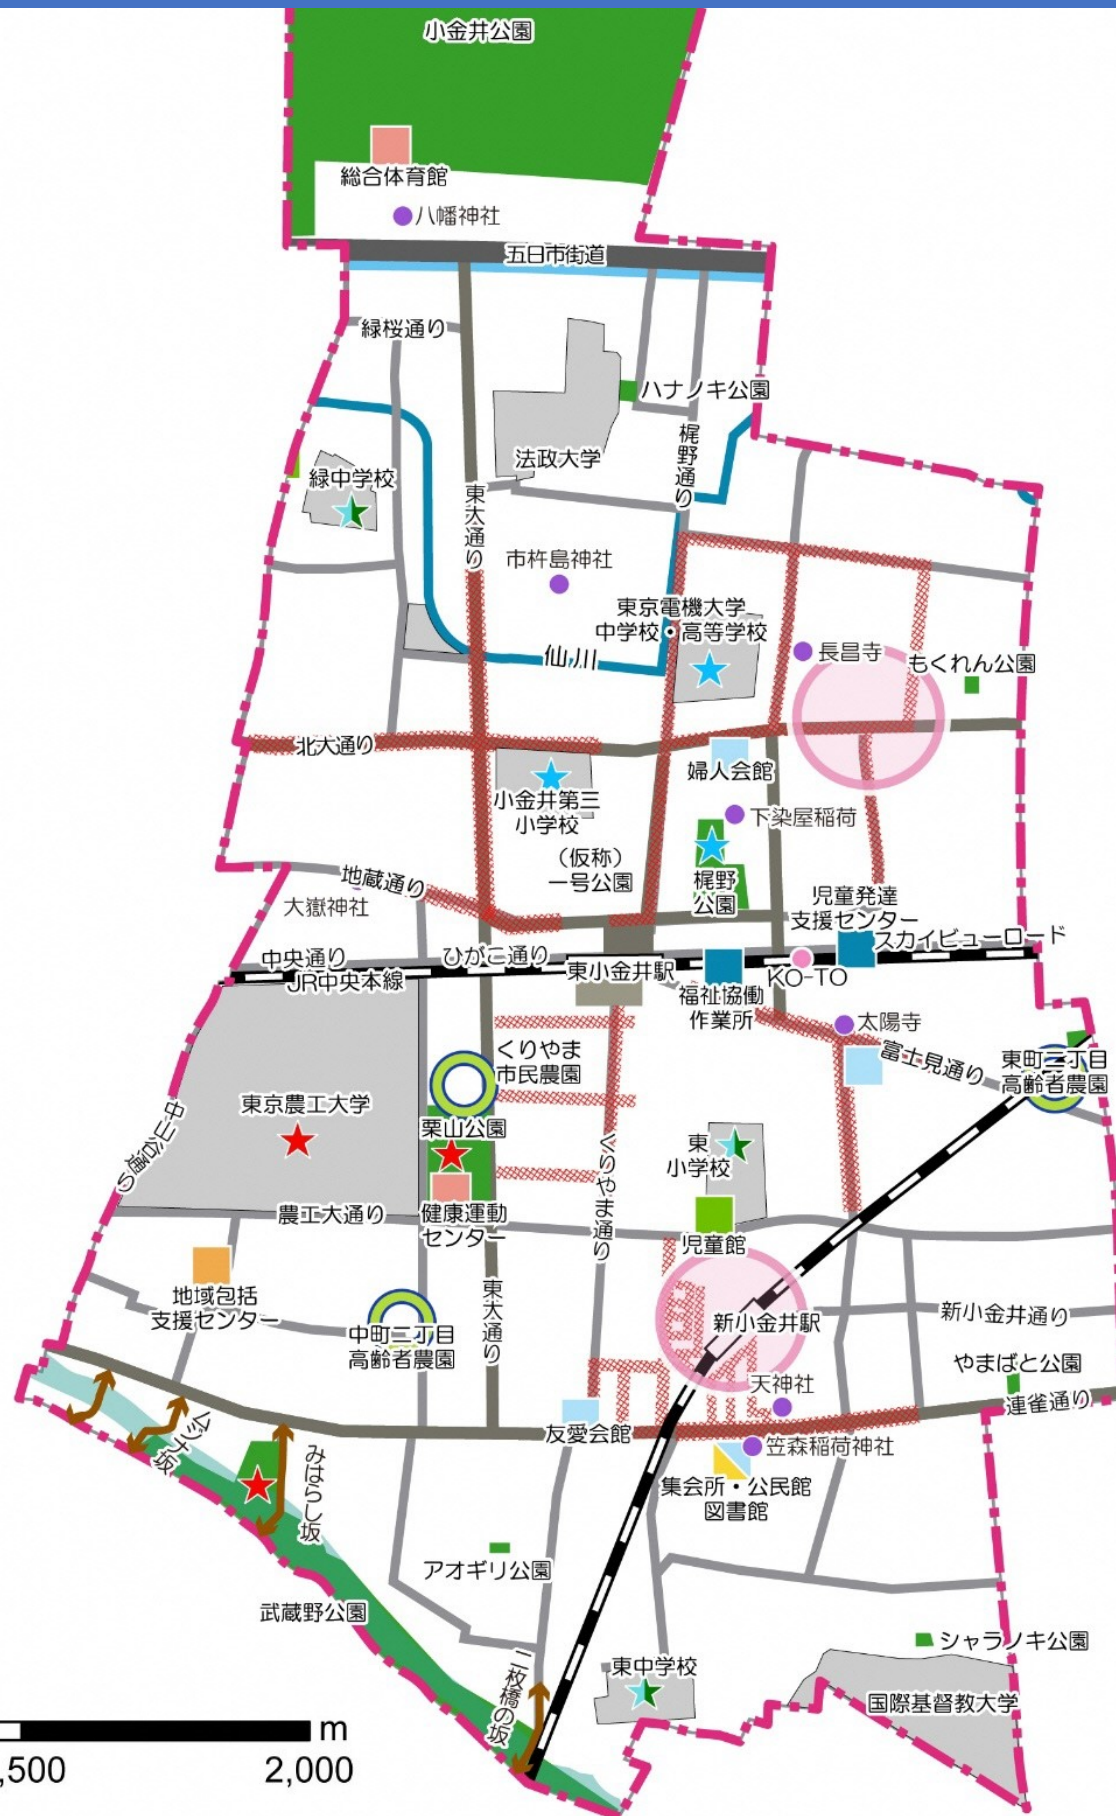 小金井公園
総合体育館
八幡神社
五日市街道
緑桜通り
ハナノキ公園
梶野通り
法政大学
緑中学校
東大通り
市杵島神社
東京電機大学
中学校・高等学校
仙川
長昌寺
もくれん公園
北大通り
婦人会館
小金井第三
小学校
下染屋稲荷
(仮称)
一号公園
地蔵通り
梶野
公園
大嶽神社
児童発達
支援センター
スカイビューロード
中央通り
ひがこ通り
JR中央本線
東小金井駅
KO-TO
福祉協働
作業所
太陽寺
くりやま
市民農園
富士見通り
東町二丁目
高齢者農園
中山谷通り
東京農工大学
栗山公園
東
小学校
くりやま通り
農工大通り
健康運動
センター
児童館
地域包括
支援センター
東大通り
中町二丁目
高齢者農園
新小金井駅
新小金井通り
やまばと公園
天神社
連雀通り
ムジナ坂
みはらし坂
友愛会館
笠森稲荷神社
集会所・公民館
図書館
アオギリ公園
武蔵野公園
シャラノキ公園
二枚橋の坂
東中学校
国際基督教大学
m
,500
2,000